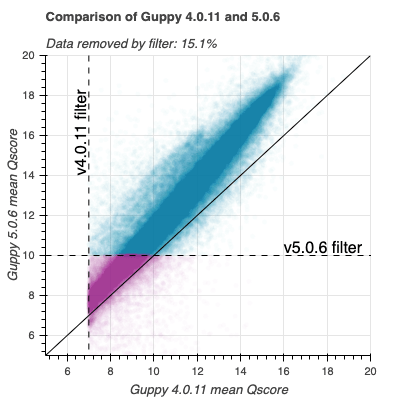 Comparison of Guppy 4.0.11 and 5.0.6
Data removed by filter: 15.1%
20
18
16
14
12
10
8
6
Guppy 5.0.6 mean Qscore
v4.0.11 filter
v5.0.6 filter
6
8
10
12
14
16
18
20
Guppy 4.0.11 mean Qscore